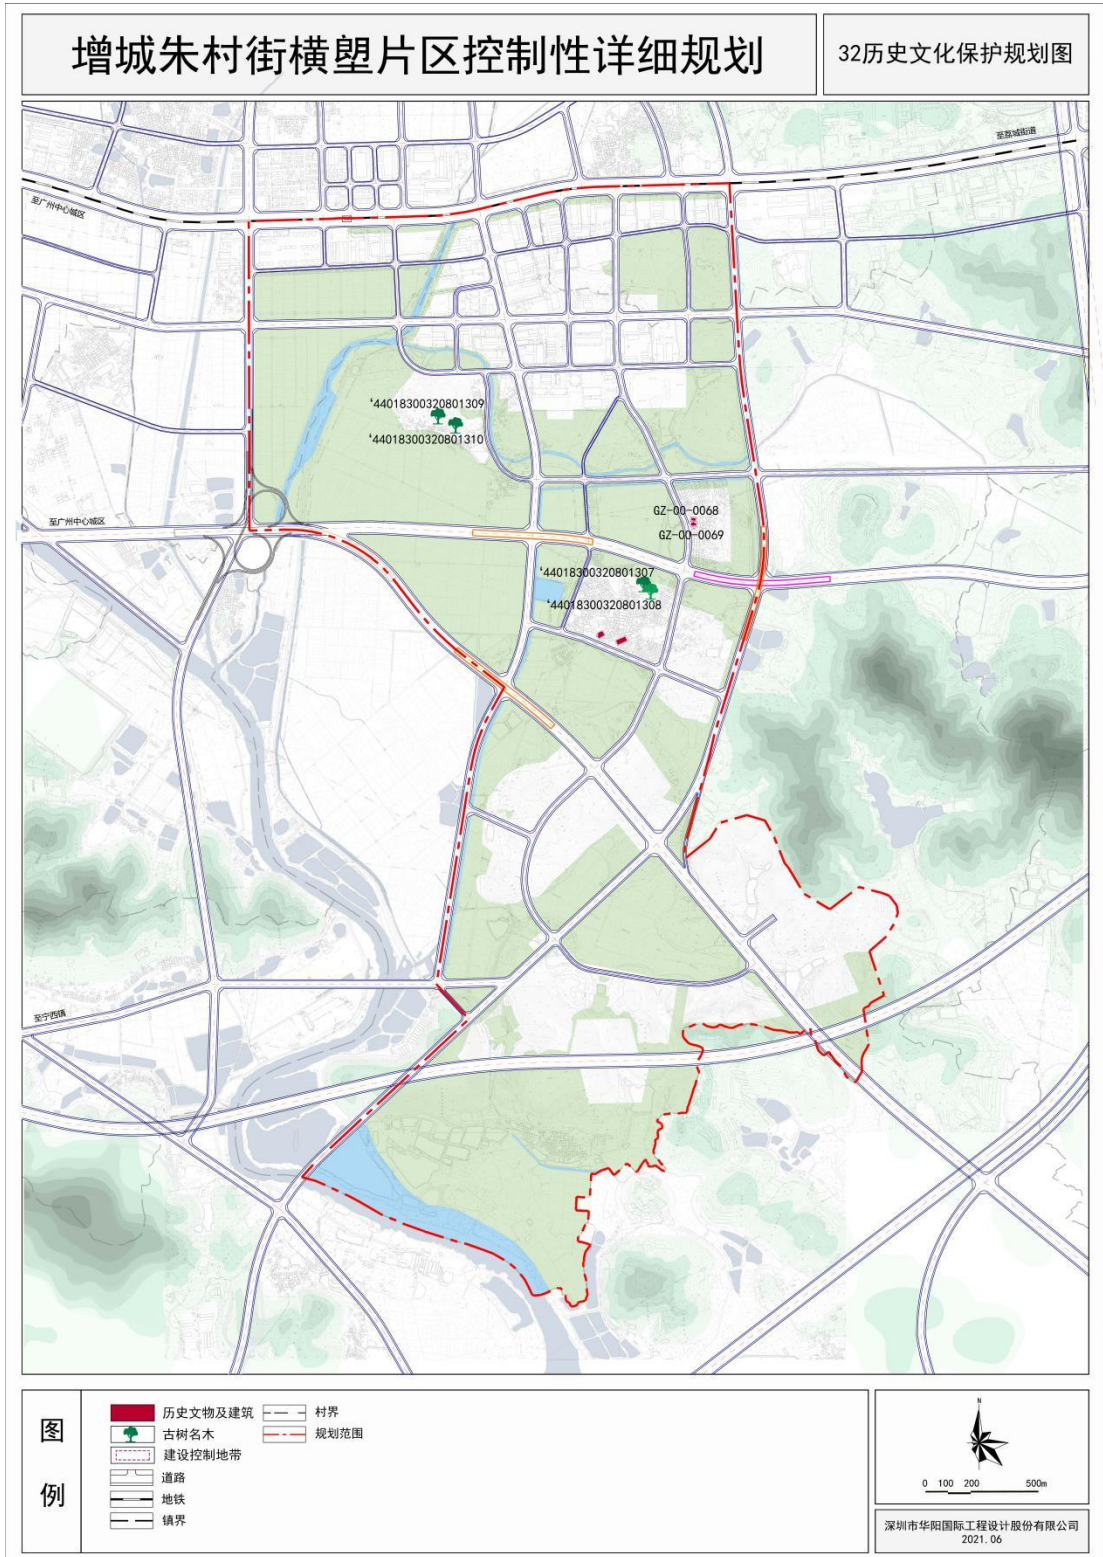 增城朱村街横塱片区控制性详细规划
32历史文化保护规划图
至荔城街道
至广州中心城区
'44018300320801309
'44018300320801310
GZ-00-0068
至广州中心城区
GZ-00-0069
'44018300320801307
'44018300320801308
至宁西镇
图例
历史文物及建筑
古树名木
建设控制地带
道路
地铁
镇界
村界
规划范围
N
0 100 200 500m
深圳市华阳国际工程设计股份有限公司
2021.06